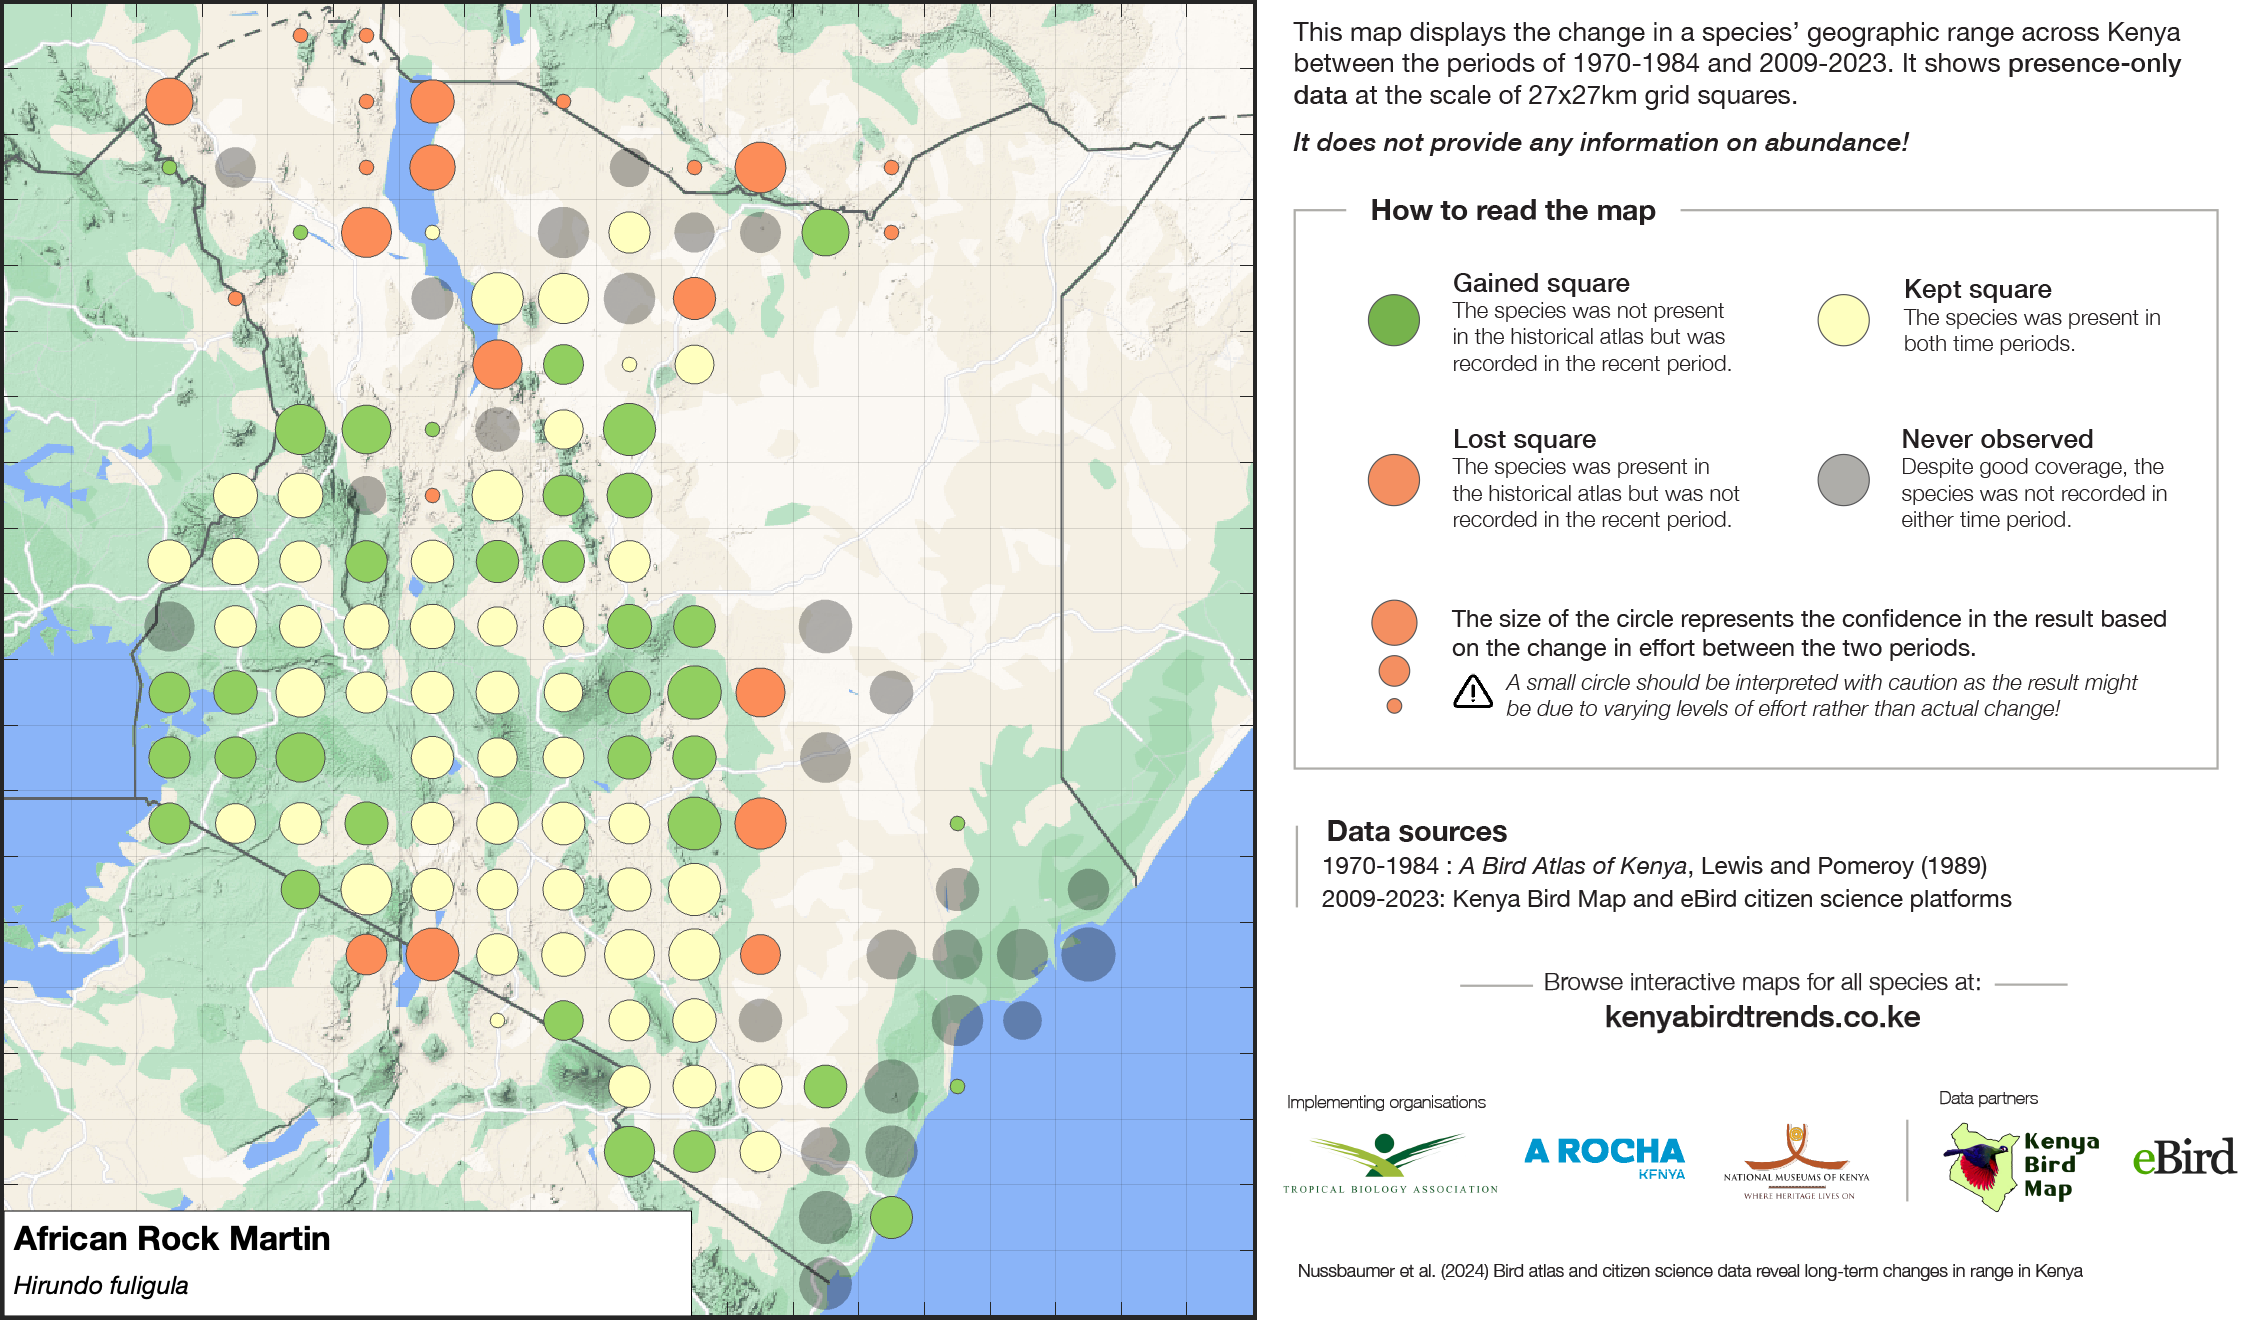 This map displays the change in a species’ geographic range across Kenya
between the periods of 1970-1984 and 2009-2023. It shows presence-only
data at the scale of 27x27km grid squares.
It does not provide any information on abundance!
How to read the map
Gained square
The species was not present
in the historical atlas but was
recorded in the recent period.
Kept square
The species was present in
both time periods.
Lost square
The species was present in
the historical atlas but was not
recorded in the recent period.
Never observed
Despite good coverage, the
species was not recorded in
either time period.
The size of the circle represents the confidence in the result based
on the change in effort between the two periods.
A small circle should be interpreted with caution as the result might
be due to varying levels of effort rather than actual change!
Data sources
1970-1984 : A Bird Atlas of Kenya, Lewis and Pomeroy (1989)
2009-2023: Kenya Bird Map and eBird citizen science platforms
Browse interactive maps for all species at:
kenyabirdtrends.co.ke
Implementing organisations
Data partners
TROPICAL BIOLOGY ASSOCIATION
A ROCHA
KENYA
NATIONAL MUSEUMS OF KENYA
WHERE HERITAGE LIVES ON
Kenya
Bird
Map
eBird
African Rock Martin
Hirundo fuligula
Nussbaumer et al. (2024) Bird atlas and citizen science data reveal long-term changes in range in Kenya